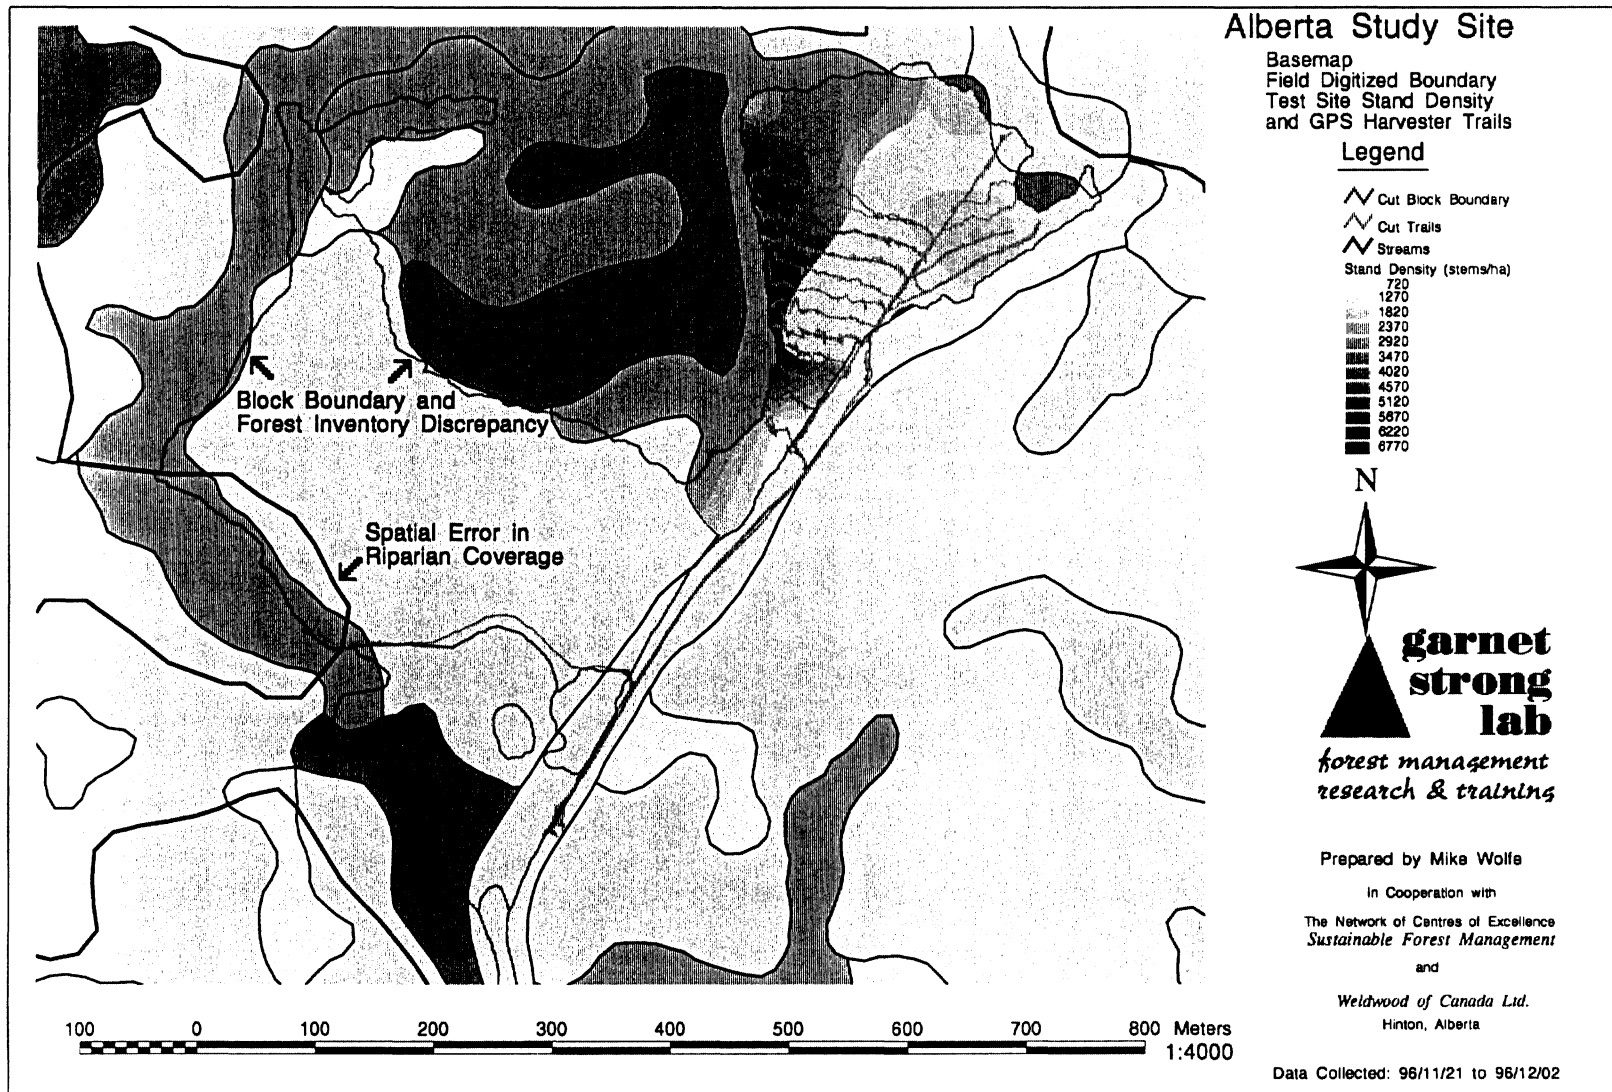 Alberta Study Site
Basemap
Field Digitized Boundary
Test Site Stand Density
and GPS Harvester Trails
Legend
Cut Block Boundary
Cut Trails
Streams
Stand Density (stems/ha)
720
1270
1820
2370
2920
3470
4020
4570
5120
5670
6220
6770
N
Block Boundary and
Forest Inventory Discrepancy
Spatial Error in
Riparian Coverage
garnet
strong
lab
forest management
research & training
Prepared by Mike Wolfe
In Cooperation with
The Network of Centres of Excellence
Sustainable Forest Management
and
Weldwood of Canada Ltd.
Hinton, Alberta
100 0 100 200 300 400 500 600 700 800 Meters
1:4000
Data Collected: 96/11/21 to 96/12/02